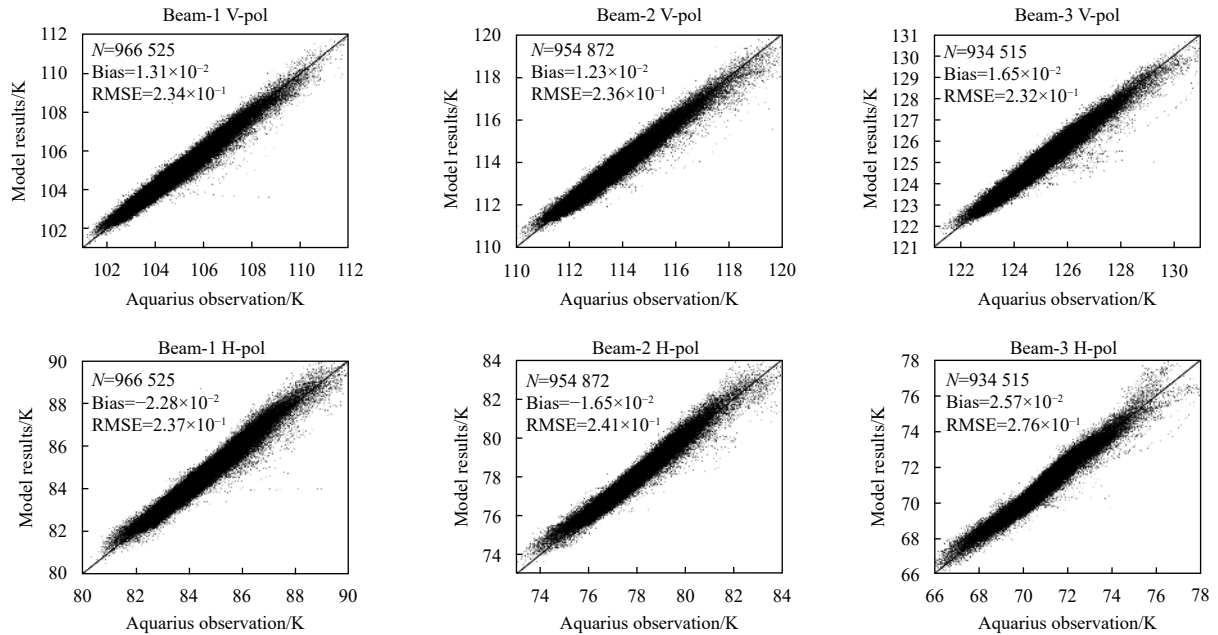 Beam-1 V-pol
N=966 525
Bias=1.31×10⁻²
RMSE=2.34×10⁻¹
Model results/K
112
110
108
106
104
102
102 104 106 108 110 112
Aquarius observation/K
Beam-2 V-pol
N=954 872
Bias=1.23×10⁻²
RMSE=2.36×10⁻¹
Model results/K
120
118
116
114
112
110
110 112 114 116 118 120
Aquarius observation/K
Beam-3 V-pol
N=934 515
Bias=1.65×10⁻²
RMSE=2.32×10⁻¹
Model results/K
131
130
129
128
127
126
125
124
123
122
121
122 124 126 128 130
Aquarius observation/K
Beam-1 H-pol
N=966 525
Bias=−2.28×10⁻²
RMSE=2.37×10⁻¹
Model results/K
90
88
86
84
82
80
80 82 84 86 88 90
Aquarius observation/K
Beam-2 H-pol
N=954 872
Bias=−1.65×10⁻²
RMSE=2.41×10⁻¹
Model results/K
84
82
80
78
76
74
74 76 78 80 82 84
Aquarius observation/K
Beam-3 H-pol
N=934 515
Bias=2.57×10⁻²
RMSE=2.76×10⁻¹
Model results/K
78
76
74
72
70
68
66
66 68 70 72 74 76 78
Aquarius observation/K